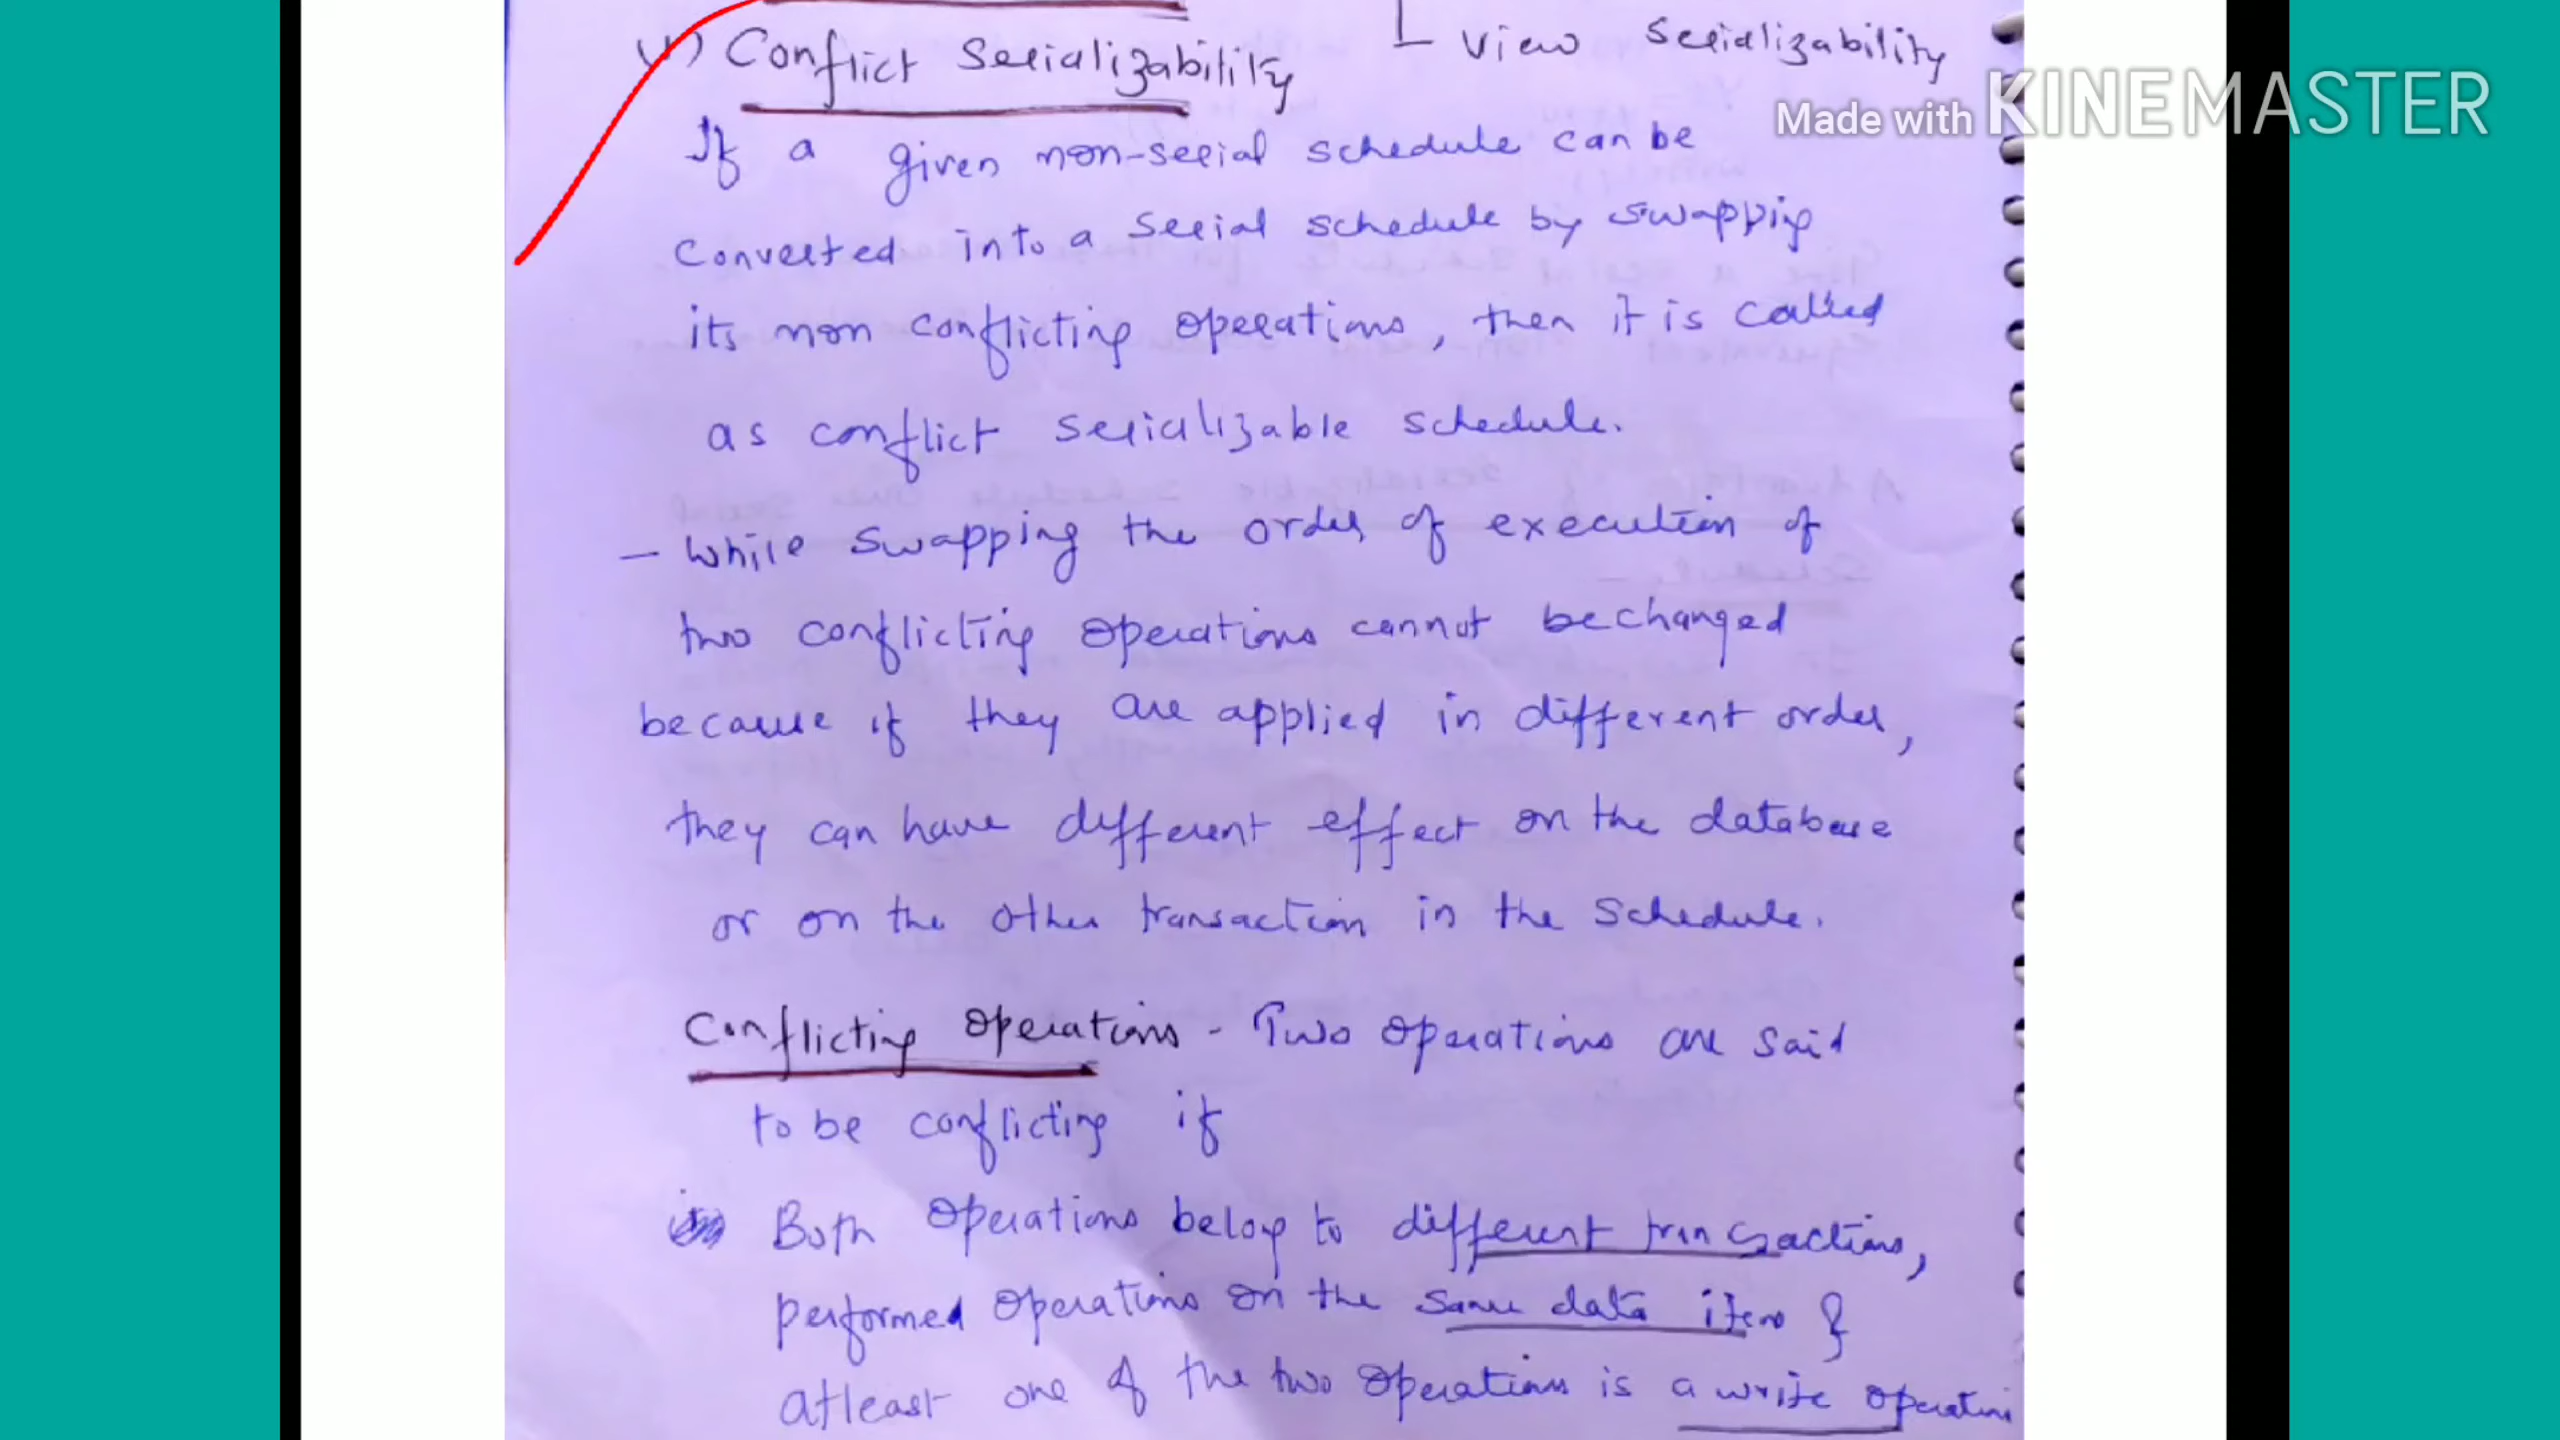 └ View Serializability
(1) Conflict Serializability
Made with KINEMASTER
If a given non-serial schedule can be
Converted into a serial schedule by swapping
its non conflicting operations, then it is called
as conflict serializable schedule.
- While swapping the order of execution of
two conflicting operations cannot be changed
because if they are applied in different order,
they can have different effect on the database
or on the other transaction in the schedule.
Conflicting Operations - Two operations are said
to be conflicting if
Both operations belong to different transactions,
performed operations on the same data item &
atleast one of the two operations is a write operation